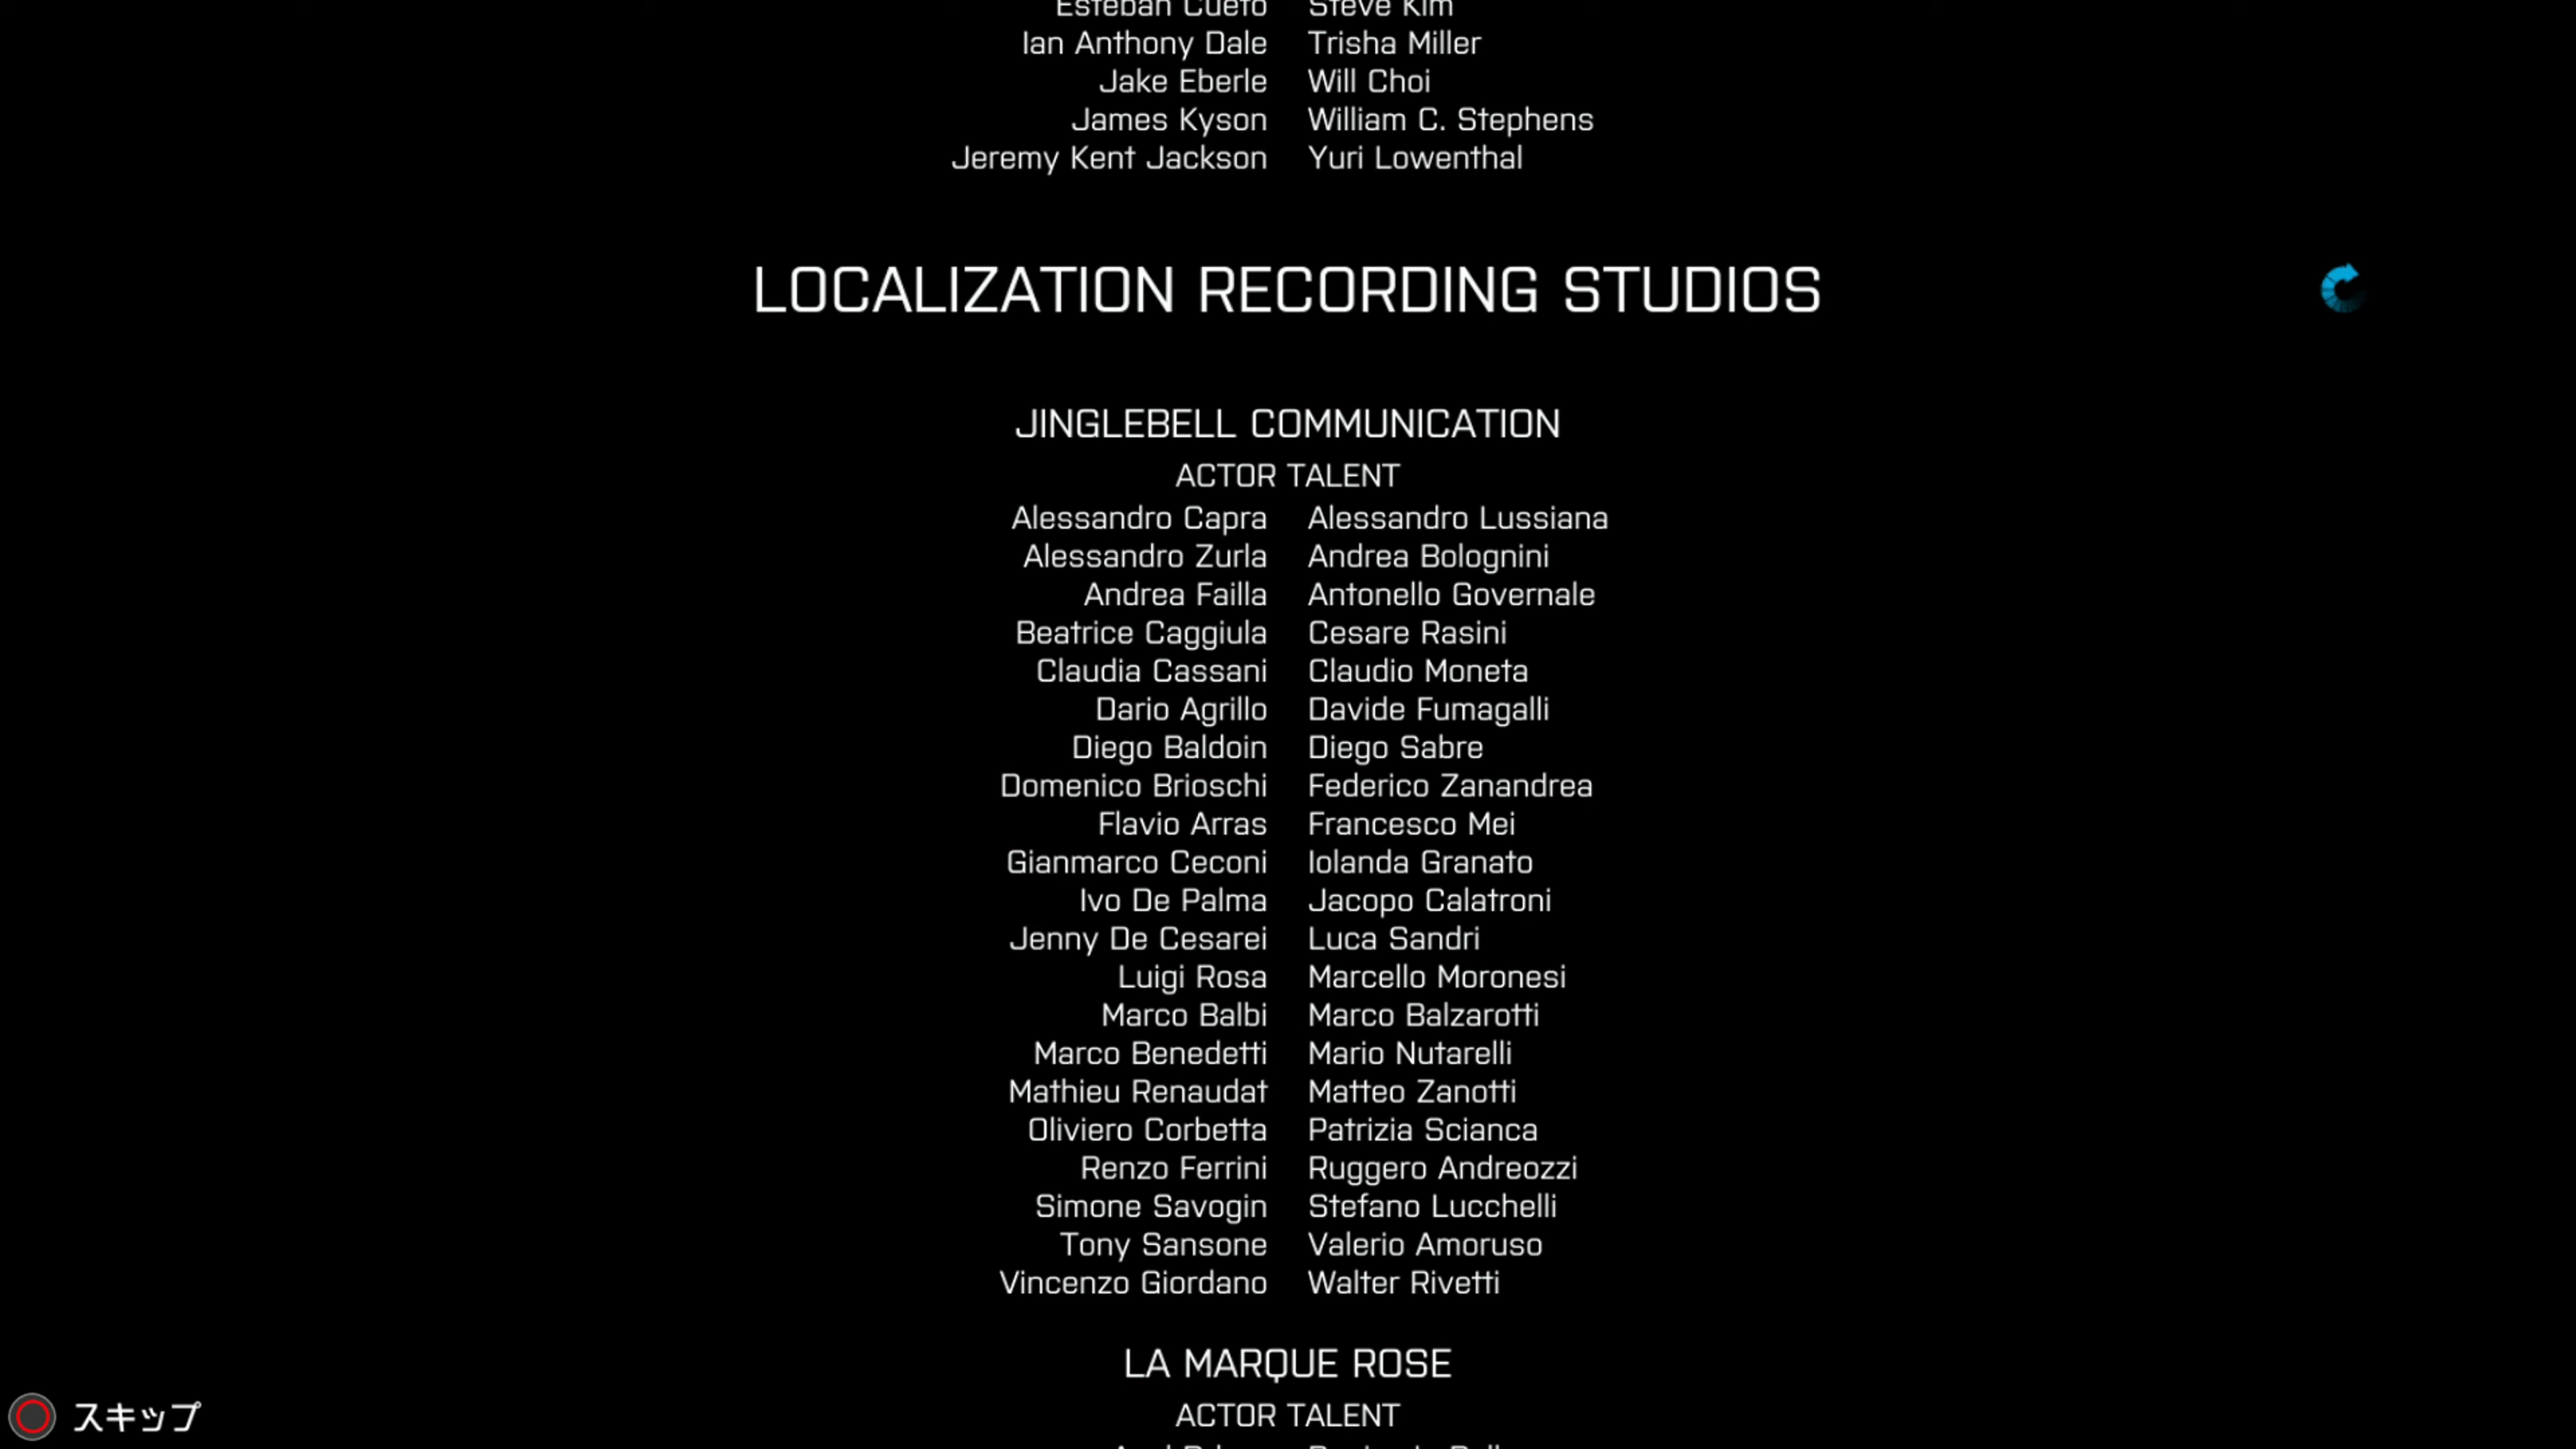 Esteban Cueto Steve Kim
Ian Anthony Dale Trisha Miller
Jake Eberle Will Choi
James Kyson William C. Stephens
Jeremy Kent Jackson Yuri Lowenthal
LOCALIZATION RECORDING STUDIOS
JINGLEBELL COMMUNICATION
ACTOR TALENT
Alessandro Capra Alessandro Lussiana
Alessandro Zurla Andrea Bolognini
Andrea Failla Antonello Governale
Beatrice Caggiula Cesare Rasini
Claudia Cassani Claudio Moneta
Dario Agrillo Davide Fumagalli
Diego Baldoin Diego Sabre
Domenico Brioschi Federico Zanandrea
Flavio Arras Francesco Mei
Gianmarco Ceconi Iolanda Granato
Ivo De Palma Jacopo Calatroni
Jenny De Cesarei Luca Sandri
Luigi Rosa Marcello Moronesi
Marco Balbi Marco Balzarotti
Marco Benedetti Mario Nutarelli
Mathieu Renaudat Matteo Zanotti
Oliviero Corbetta Patrizia Scianca
Renzo Ferrini Ruggero Andreozzi
Simone Savogin Stefano Lucchelli
Tony Sansone Valerio Amoruso
Vincenzo Giordano Walter Rivetti
LA MARQUE ROSE
ACTOR TALENT
スキップ